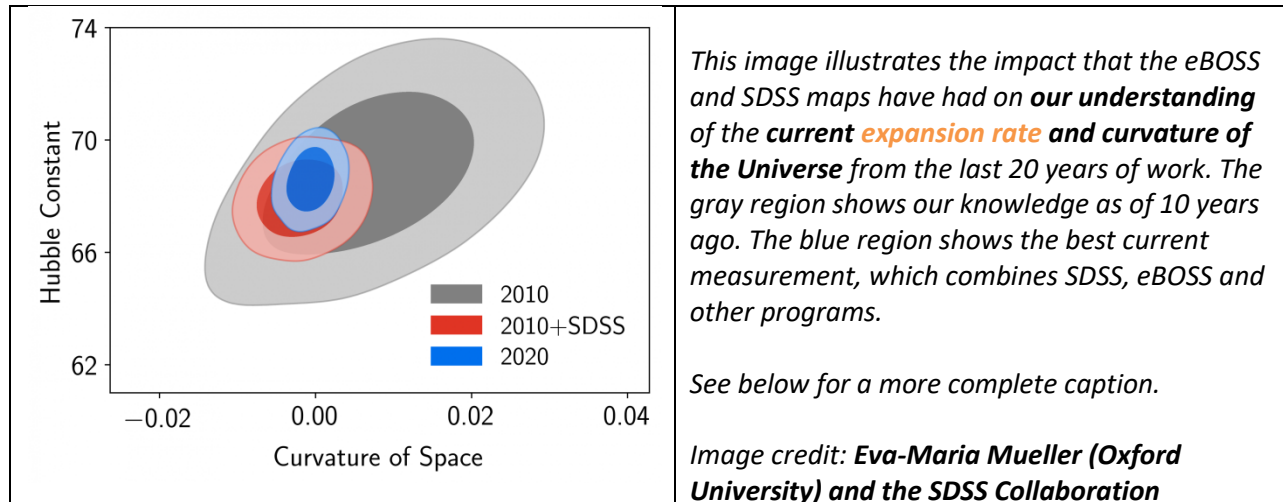 74
70
66
62
Hubble Constant
2010
2010+SDSS
2020
−0.02
0.00
0.02
0.04
Curvature of Space
This image illustrates the impact that the eBOSS
and SDSS maps have had on our understanding
of the current expansion rate and curvature of
the Universe from the last 20 years of work. The
gray region shows our knowledge as of 10 years
ago. The blue region shows the best current
measurement, which combines SDSS, eBOSS and
other programs.
See below for a more complete caption.
Image credit: Eva-Maria Mueller (Oxford
University) and the SDSS Collaboration